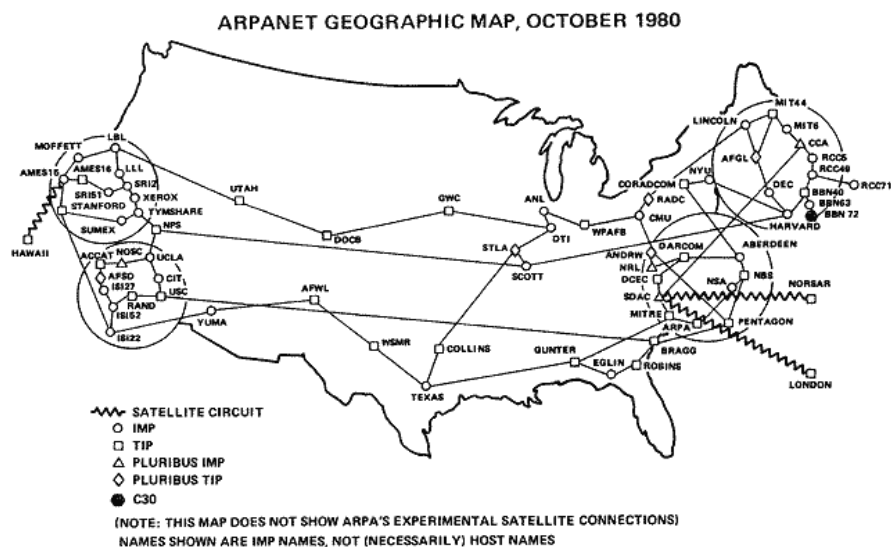 ARPANET GEOGRAPHIC MAP, OCTOBER 1980
MOFFETT
LBL
AMES15
AMES16
LLL
SRI2
SRI51
XEROX
STANFORD
TYMSHARE
SUMEX
NPS
HAWAII
ACCAT
NOSC
UCLA
AFSD
ISI27
CIT
RAND
USC
ISI52
ISI22
YUMA
UTAH
DOCB
GWC
AFWL
WSMR
TEXAS
COLLINS
STLA
SCOTT
ANL
DTI
WPAFB
CORADCOM
NYU
RADC
CMU
LINCOLN
MIT44
MIT6
CCA
AFGL
RCC5
RCC49
RCC71
DEC
BBN40
BBN63
BBN 72
HARVARD
ANDRW
DARCOM
ABERDEEN
NRL
DCEC
NSA
NBS
SDAC
NORSAR
MITRE
ARPA
PENTAGON
GUNTER
BRAGG
EGLIN
ROBINS
LONDON
SATELLITE CIRCUIT
IMP
TIP
PLURIBUS IMP
PLURIBUS TIP
C30
(NOTE: THIS MAP DOES NOT SHOW ARPA'S EXPERIMENTAL SATELLITE CONNECTIONS)
NAMES SHOWN ARE IMP NAMES, NOT (NECESSARILY) HOST NAMES